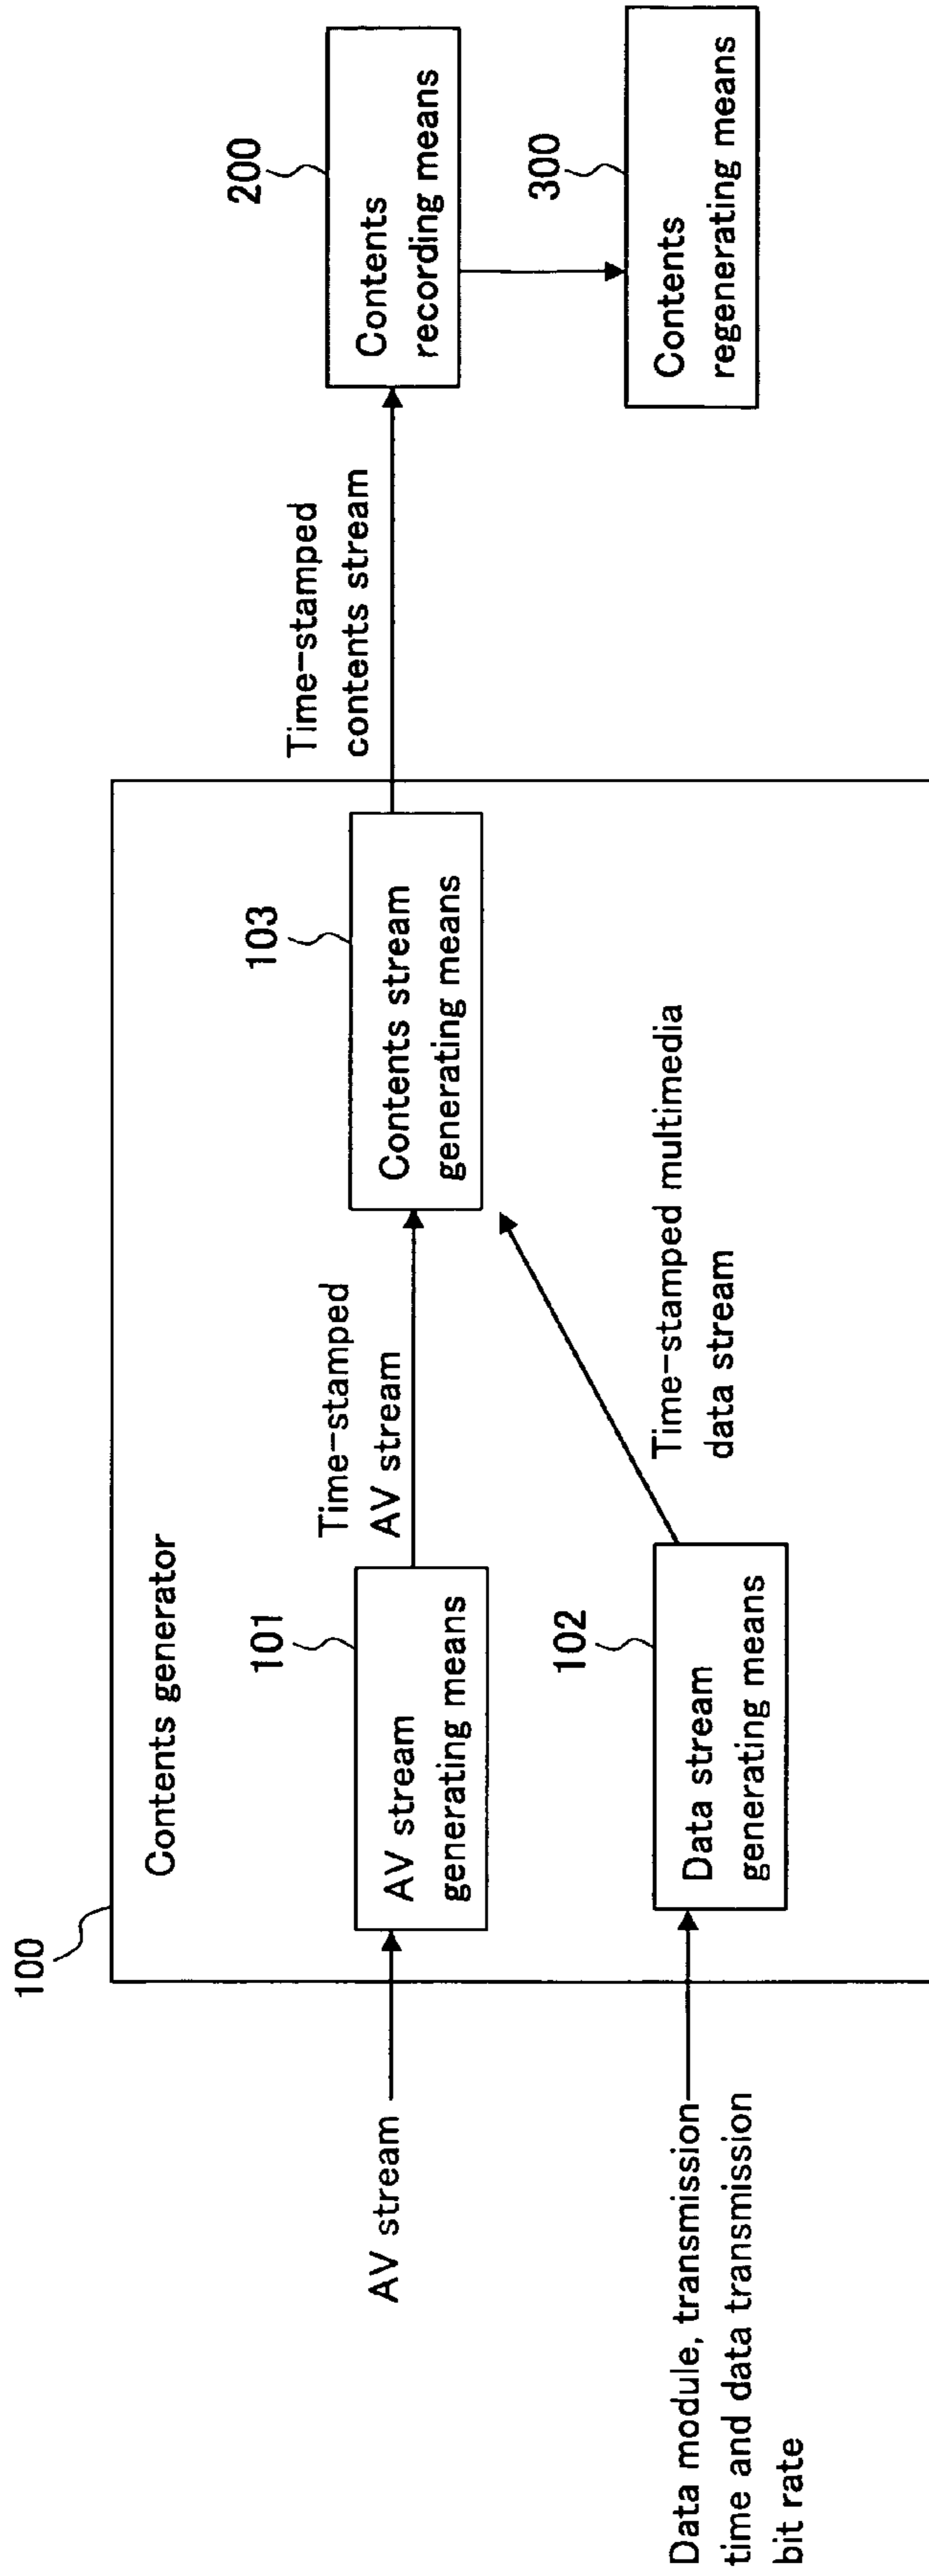 100
Contents generator
AV stream
101
AV stream
generating means
Time-stamped
AV stream
103
Contents stream
generating means
Time-stamped
contents stream
200
Contents
recording means
Data module, transmission
time and data transmission
bit rate
102
Data stream
generating means
Time-stamped multimedia
data stream
300
Contents
regenerating means